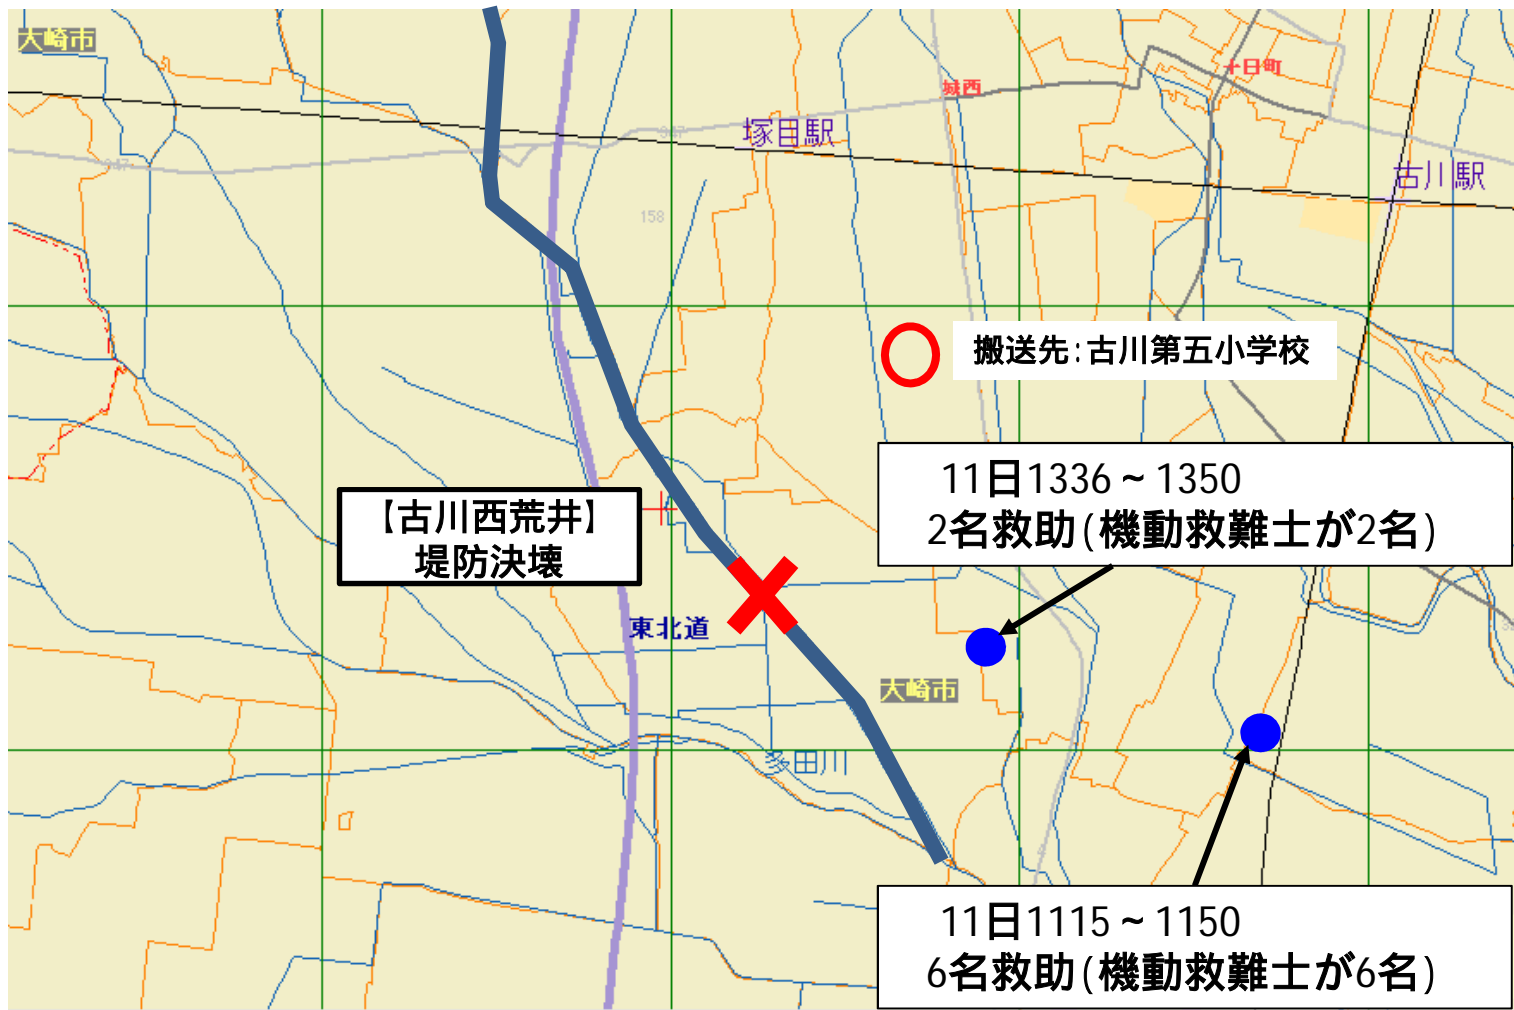 大崎市
十日町
城西
347
塚目駅
347
古川駅
158
搬送先:古川第五小学校
11日1336~1350
2名救助(機動救難士が2名)
【古川西荒井】
堤防決壊
東北道
大崎市
多田川
4
11日1115~1150
6名救助(機動救難士が6名)